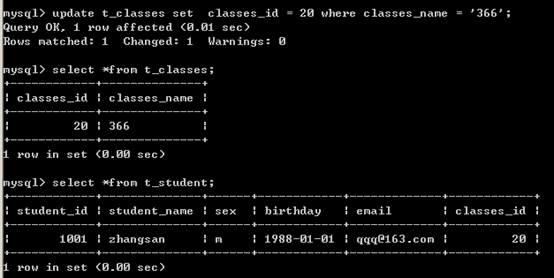 mysql> update t_classes set  classes_id = 20 where classes_name = '366';
Query OK, 1 row affected (0.01 sec)
Rows matched: 1  Changed: 1  Warnings: 0

mysql> select *from t_classes;
+------------+--------------+
| classes_id | classes_name |
+------------+--------------+
|         20 | 366          |
+------------+--------------+
1 row in set (0.00 sec)

mysql> select *from t_student;
+------------+--------------+------+------------+-------------+------------+
| student_id | student_name | sex  | birthday   | email       | classes_id |
+------------+--------------+------+------------+-------------+------------+
|       1001 | zhangsan     | m    | 1988-01-01 | qqq@163.com |         20 |
+------------+--------------+------+------------+-------------+------------+
1 row in set (0.00 sec)